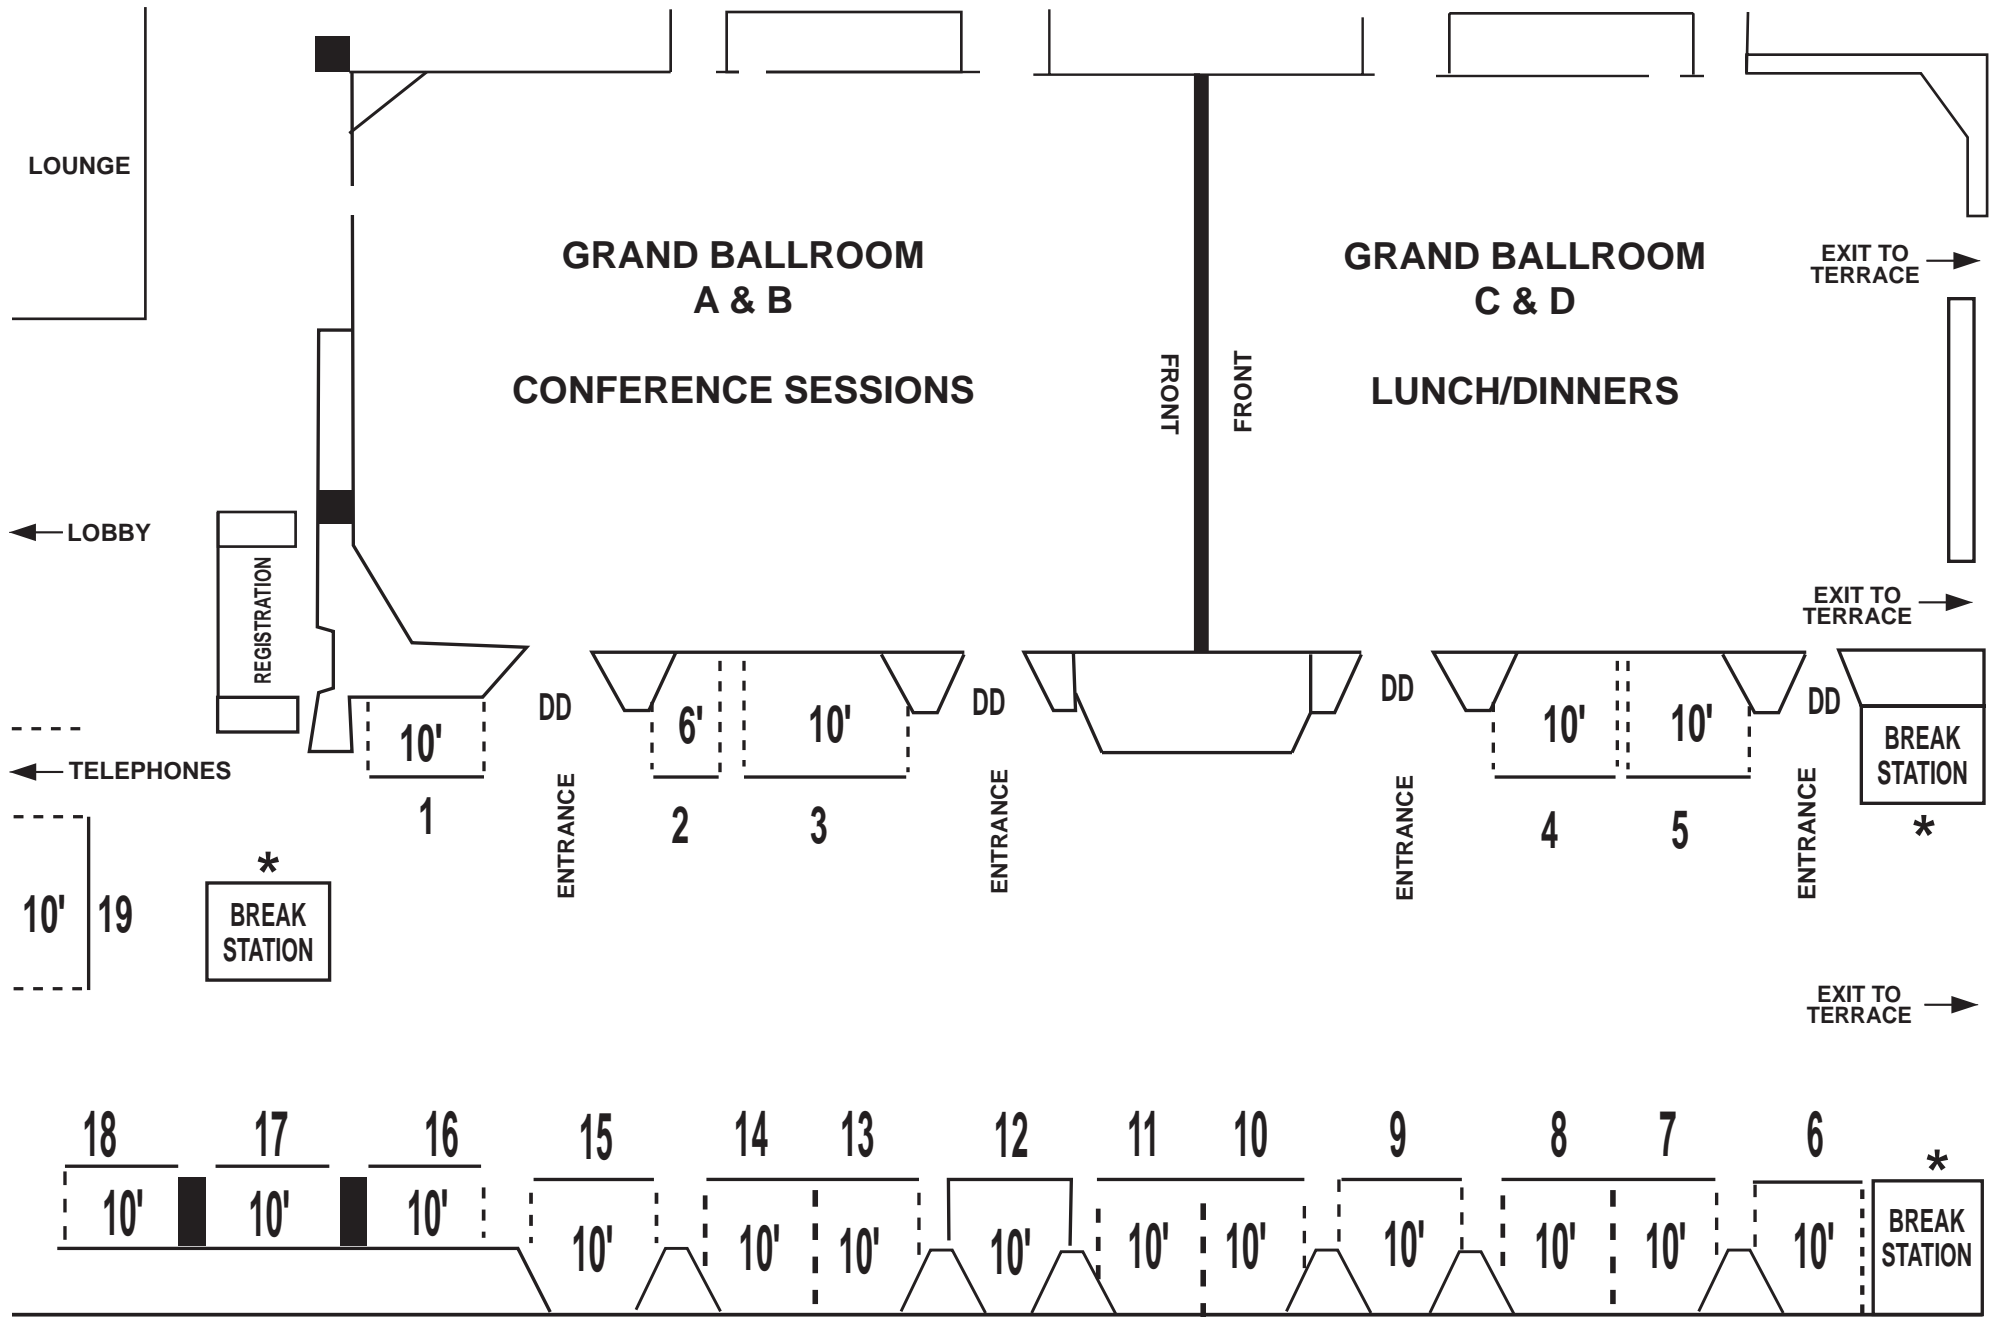 LOUNGE
GRAND BALLROOM
A & B
CONFERENCE SESSIONS
FRONT
FRONT
GRAND BALLROOM
C & D
LUNCH/DINNERS
EXIT TO
TERRACE
LOBBY
REGISTRATION
EXIT TO
TERRACE
TELEPHONES
10'
1
DD
ENTRANCE
6'
2
10'
3
DD
ENTRANCE
DD
ENTRANCE
10'
4
10'
5
DD
ENTRANCE
BREAK
STATION
*
10'
19
*
BREAK
STATION
EXIT TO
TERRACE
18
17
16
15
14
13
12
11
10
9
8
7
6
*
10'
10'
10'
10'
10'
10'
10'
10'
10'
10'
10'
10'
10'
BREAK
STATION